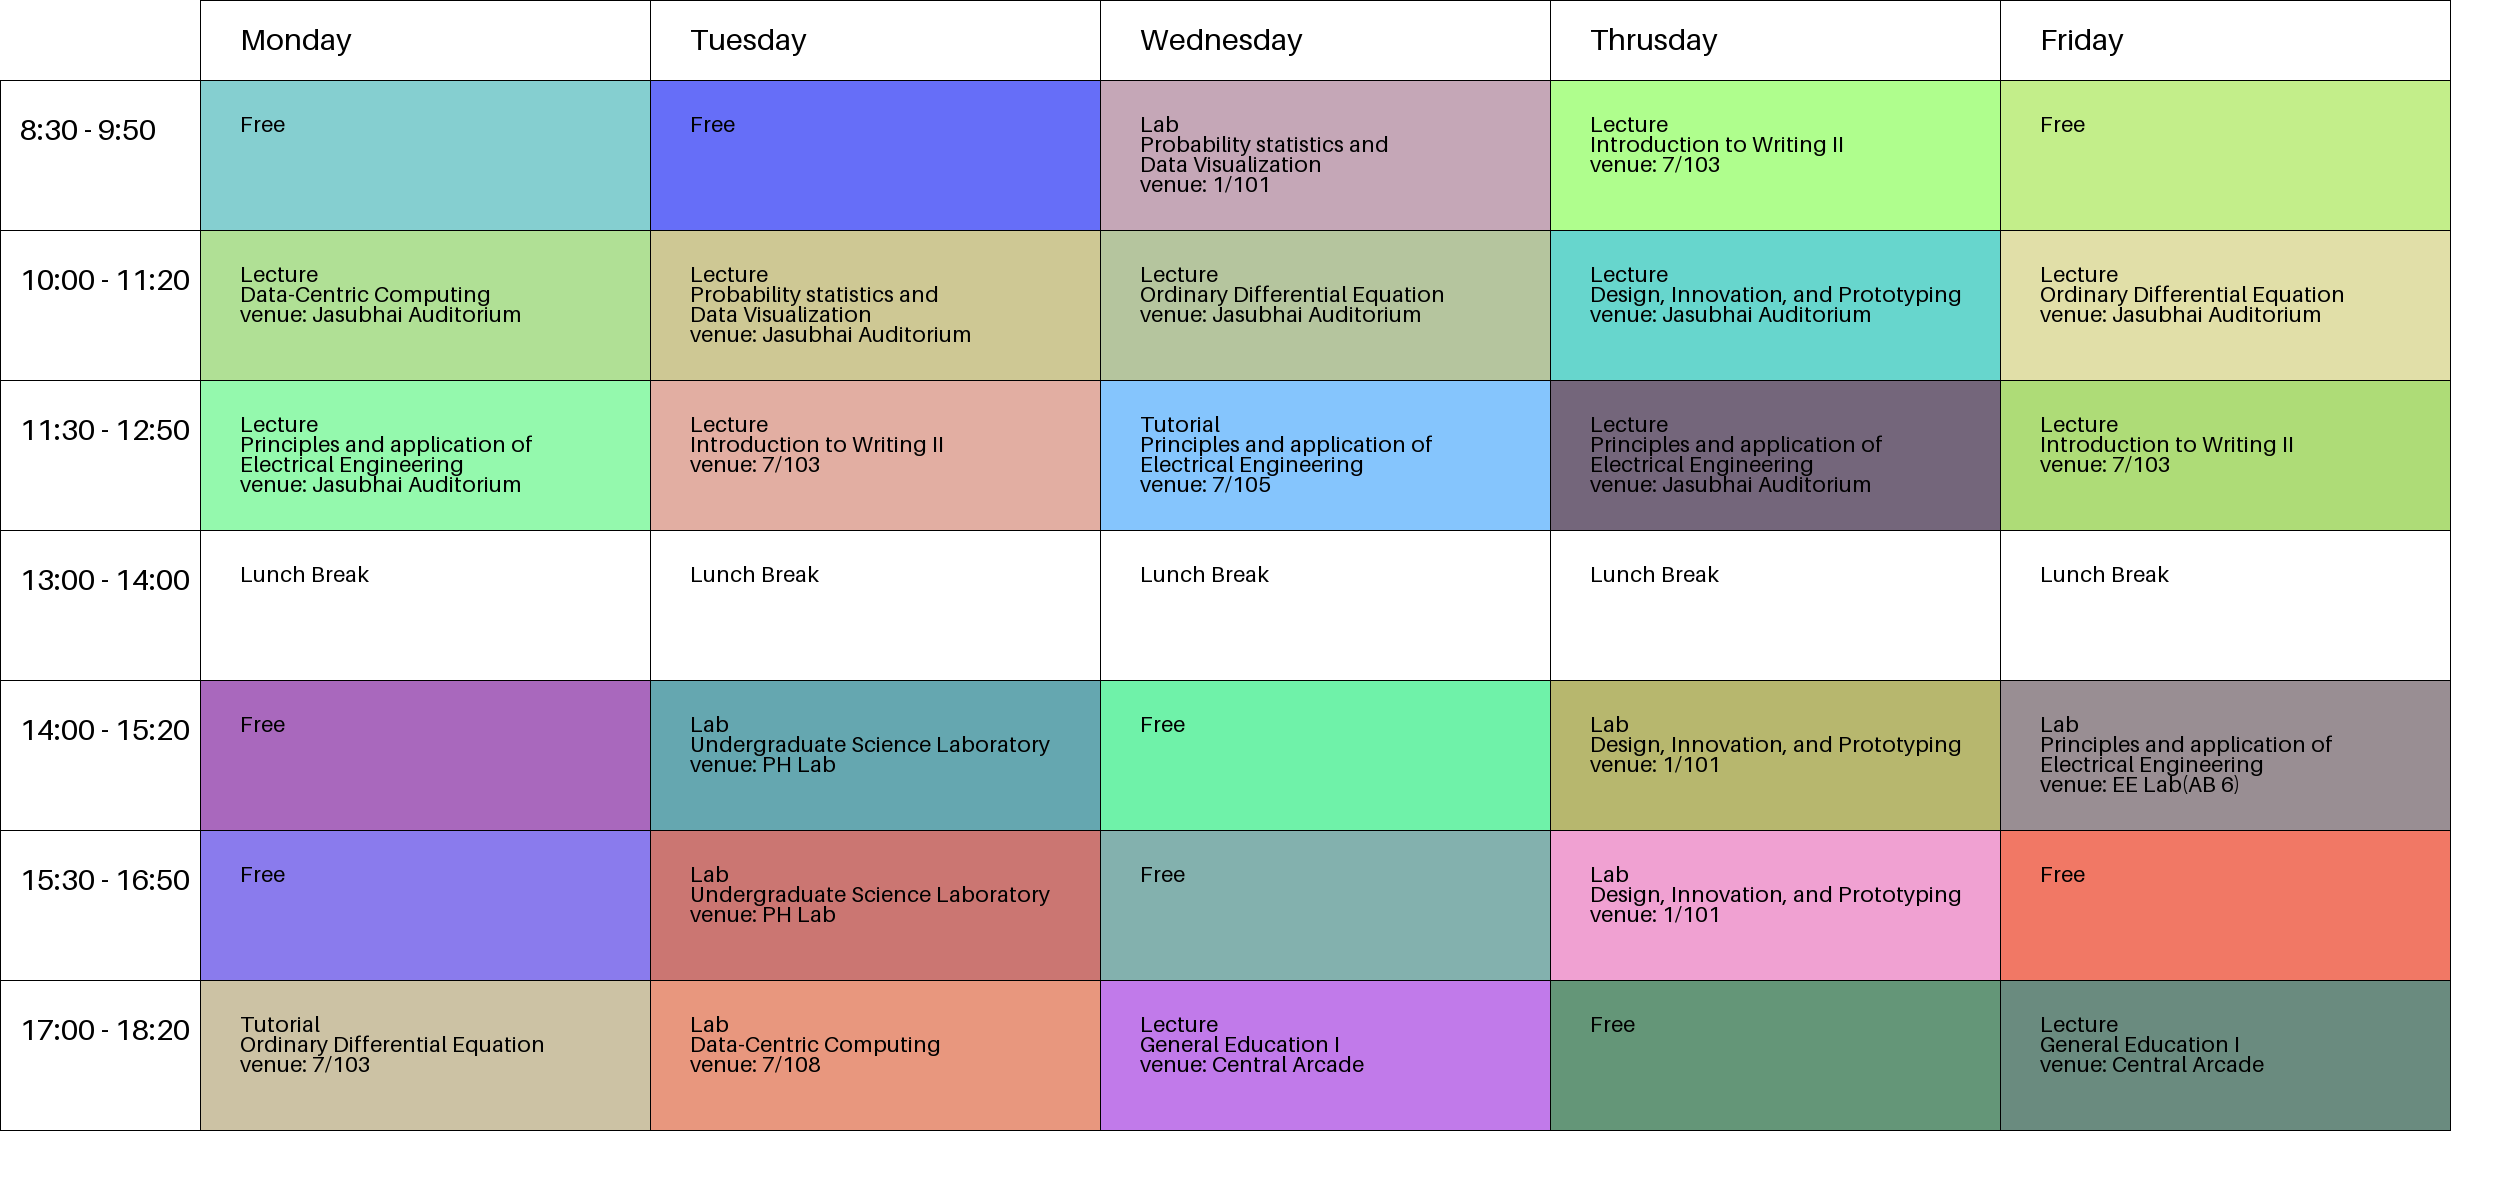 Monday
Tuesday
Wednesday
Thrusday
Friday
8:30 - 9:50
Free
Free
Lab
Probability statistics and
Data Visualization
venue: 1/101
Lecture
Introduction to Writing II
venue: 7/103
Free
10:00 - 11:20
Lecture
Data-Centric Computing
venue: Jasubhai Auditorium
Lecture
Probability statistics and
Data Visualization
venue: Jasubhai Auditorium
Lecture
Ordinary Differential Equation
venue: Jasubhai Auditorium
Lecture
Design, Innovation, and Prototyping
venue: Jasubhai Auditorium
Lecture
Ordinary Differential Equation
venue: Jasubhai Auditorium
11:30 - 12:50
Lecture
Principles and application of
Electrical Engineering
venue: Jasubhai Auditorium
Lecture
Introduction to Writing II
venue: 7/103
Tutorial
Principles and application of
Electrical Engineering
venue: 7/105
Lecture
Principles and application of
Electrical Engineering
venue: Jasubhai Auditorium
Lecture
Introduction to Writing II
venue: 7/103
13:00 - 14:00
Lunch Break
Lunch Break
Lunch Break
Lunch Break
Lunch Break
14:00 - 15:20
Free
Lab
Undergraduate Science Laboratory
venue: PH Lab
Free
Lab
Design, Innovation, and Prototyping
venue: 1/101
Lab
Principles and application of
Electrical Engineering
venue: EE Lab(AB 6)
15:30 - 16:50
Free
Lab
Undergraduate Science Laboratory
venue: PH Lab
Free
Lab
Design, Innovation, and Prototyping
venue: 1/101
Free
17:00 - 18:20
Tutorial
Ordinary Differential Equation
venue: 7/103
Lab
Data-Centric Computing
venue: 7/108
Lecture
General Education I
venue: Central Arcade
Free
Lecture
General Education I
venue: Central Arcade